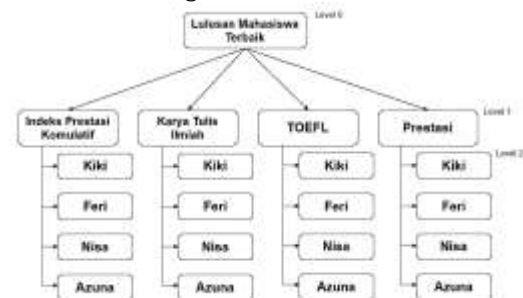 Lulusan Mahasiswa
Terbaik
Level 0
Indeks Prestasi
Komulatif
Karya Tulis
Ilmiah
TOEFL
Prestasi
Level 1
Kiki
Kiki
Kiki
Kiki
Level 2
Feri
Feri
Feri
Feri
Nisa
Nisa
Nisa
Nisa
Azuna
Azuna
Azuna
Azuna